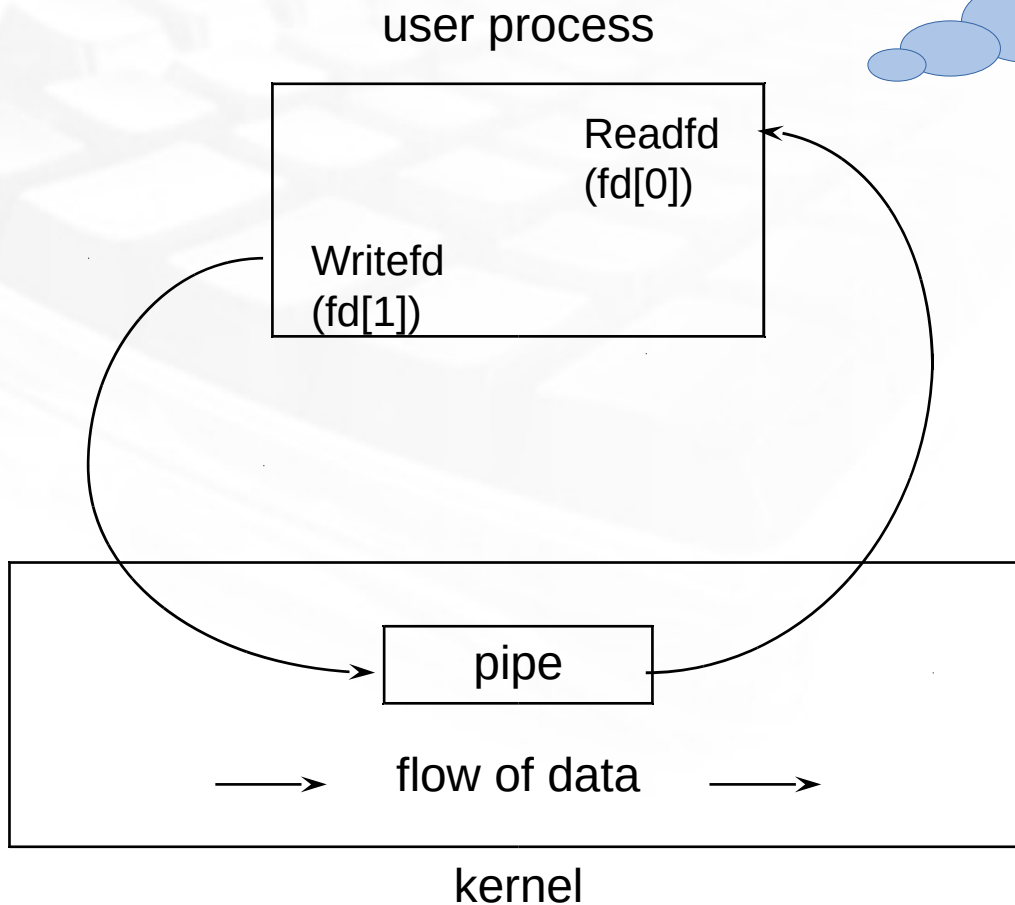 user process
Readfd
(fd[0])
Writefd
(fd[1])
pipe
flow of data
kernel